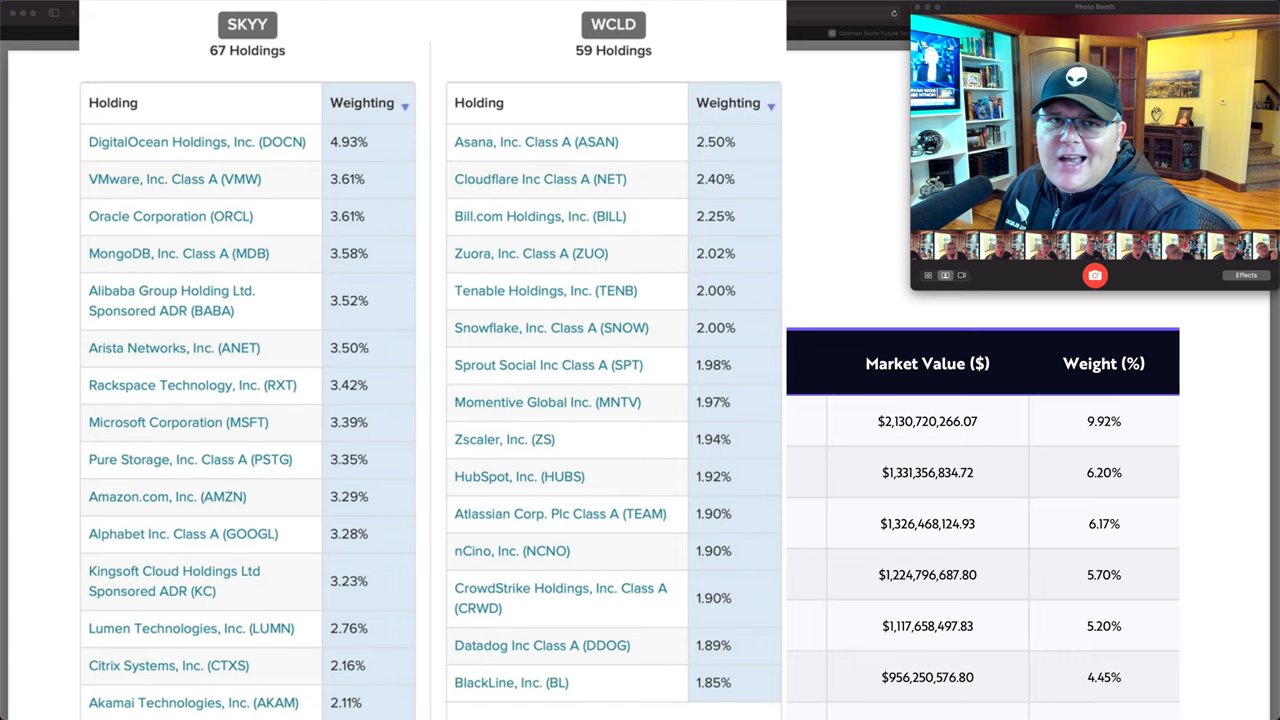 SKYY
67 Holdings
Holding Weighting
DigitalOcean Holdings, Inc. (DOCN) 4.93%
VMware, Inc. Class A (VMW) 3.61%
Oracle Corporation (ORCL) 3.61%
MongoDB, Inc. Class A (MDB) 3.58%
Alibaba Group Holding Ltd.
Sponsored ADR (BABA) 3.52%
Arista Networks, Inc. (ANET) 3.50%
Rackspace Technology, Inc. (RXT) 3.42%
Microsoft Corporation (MSFT) 3.39%
Pure Storage, Inc. Class A (PSTG) 3.35%
Amazon.com, Inc. (AMZN) 3.29%
Alphabet Inc. Class A (GOOGL) 3.28%
Kingsoft Cloud Holdings Ltd
Sponsored ADR (KC) 3.23%
Lumen Technologies, Inc. (LUMN) 2.76%
Citrix Systems, Inc. (CTXS) 2.16%
Akamai Technologies, Inc. (AKAM) 2.11%
WCLD
59 Holdings
Holding Weighting
Asana, Inc. Class A (ASAN) 2.50%
Cloudflare Inc Class A (NET) 2.40%
Bill.com Holdings, Inc. (BILL) 2.25%
Zuora, Inc. Class A (ZUO) 2.02%
Tenable Holdings, Inc. (TENB) 2.00%
Snowflake, Inc. Class A (SNOW) 2.00%
Sprout Social Inc Class A (SPT) 1.98%
Momentive Global Inc. (MNTV) 1.97%
Zscaler, Inc. (ZS) 1.94%
HubSpot, Inc. (HUBS) 1.92%
Atlassian Corp. Plc Class A (TEAM) 1.90%
nCino, Inc. (NCNO) 1.90%
CrowdStrike Holdings, Inc. Class A
(CRWD) 1.90%
Datadog Inc Class A (DDOG) 1.89%
BlackLine, Inc. (BL) 1.85%
Photo Booth
Effects
Market Value ($) Weight (%)
$2,130,720,266.07 9.92%
$1,331,356,834.72 6.20%
$1,326,468,124.93 6.17%
$1,224,796,687.80 5.70%
$1,117,658,497.83 5.20%
$956,250,576.80 4.45%